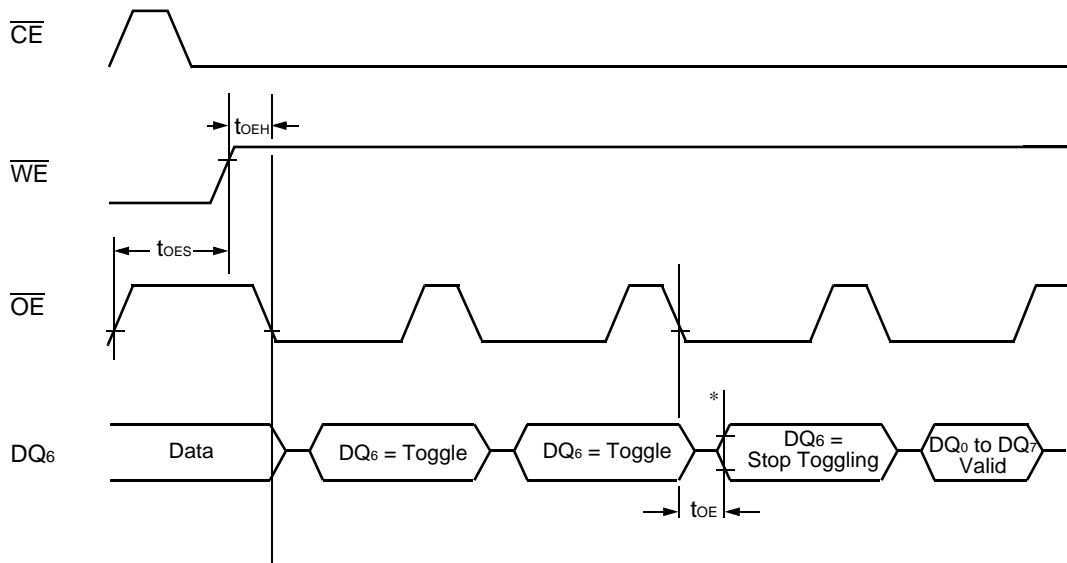 CE
tOEH
WE
tOES
OE
*
DQ6
Data
DQ6 = Toggle
DQ6 = Toggle
DQ6 =
Stop Toggling
DQ0 to DQ7
Valid
tOE